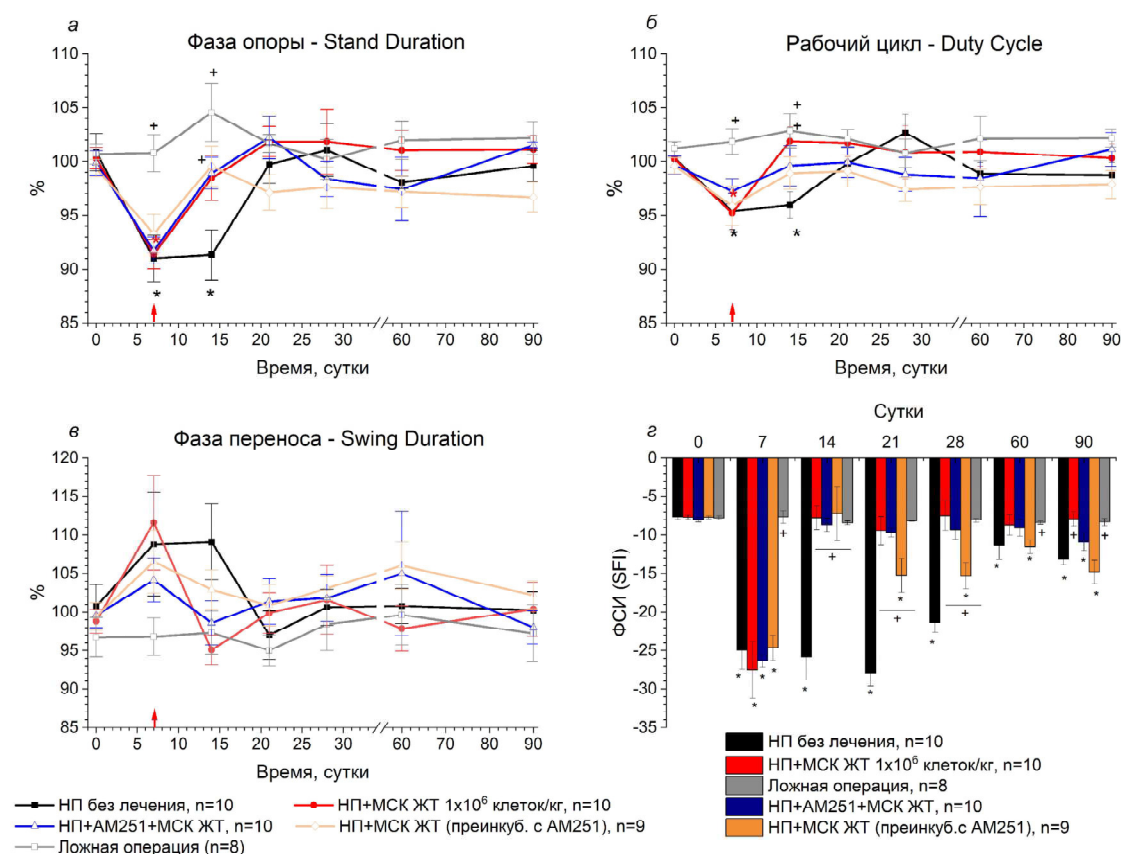 а
Фаза опоры - Stand Duration
110
105
100
95
90
85
%
0 5 10 15 20 25 30 60 90
Время, сутки
+
+
+
*
*
*
б
Рабочий цикл - Duty Cycle
110
105
100
95
90
85
%
0 5 10 15 20 25 30 60 90
Время, сутки
+
+
+
*
*
*
в
Фаза переноса - Swing Duration
120
115
110
105
100
95
90
85
%
0 5 10 15 20 25 30 60 90
Время, сутки
г
Сутки
0 7 14 21 28 60 90
0
-5
-10
-15
-20
-25
-30
-35
ФСИ (SFI)
+ + + +
+ * *
+ + * *
* * * *
* * * *
НП без лечения, n=10
НП+МСК ЖТ 1x10⁶ клеток/кг, n=10
Ложная операция, n=8
НП+АМ251+МСК ЖТ, n=10
НП+МСК ЖТ (преинкуб.с АМ251), n=9
НП без лечения, n=10 НП+МСК ЖТ 1x10⁶ клеток/кг, n=10
НП+АМ251+МСК ЖТ, n=10 НП+МСК ЖТ (преинкуб. с АМ251), n=9
Ложная операция (n=8)